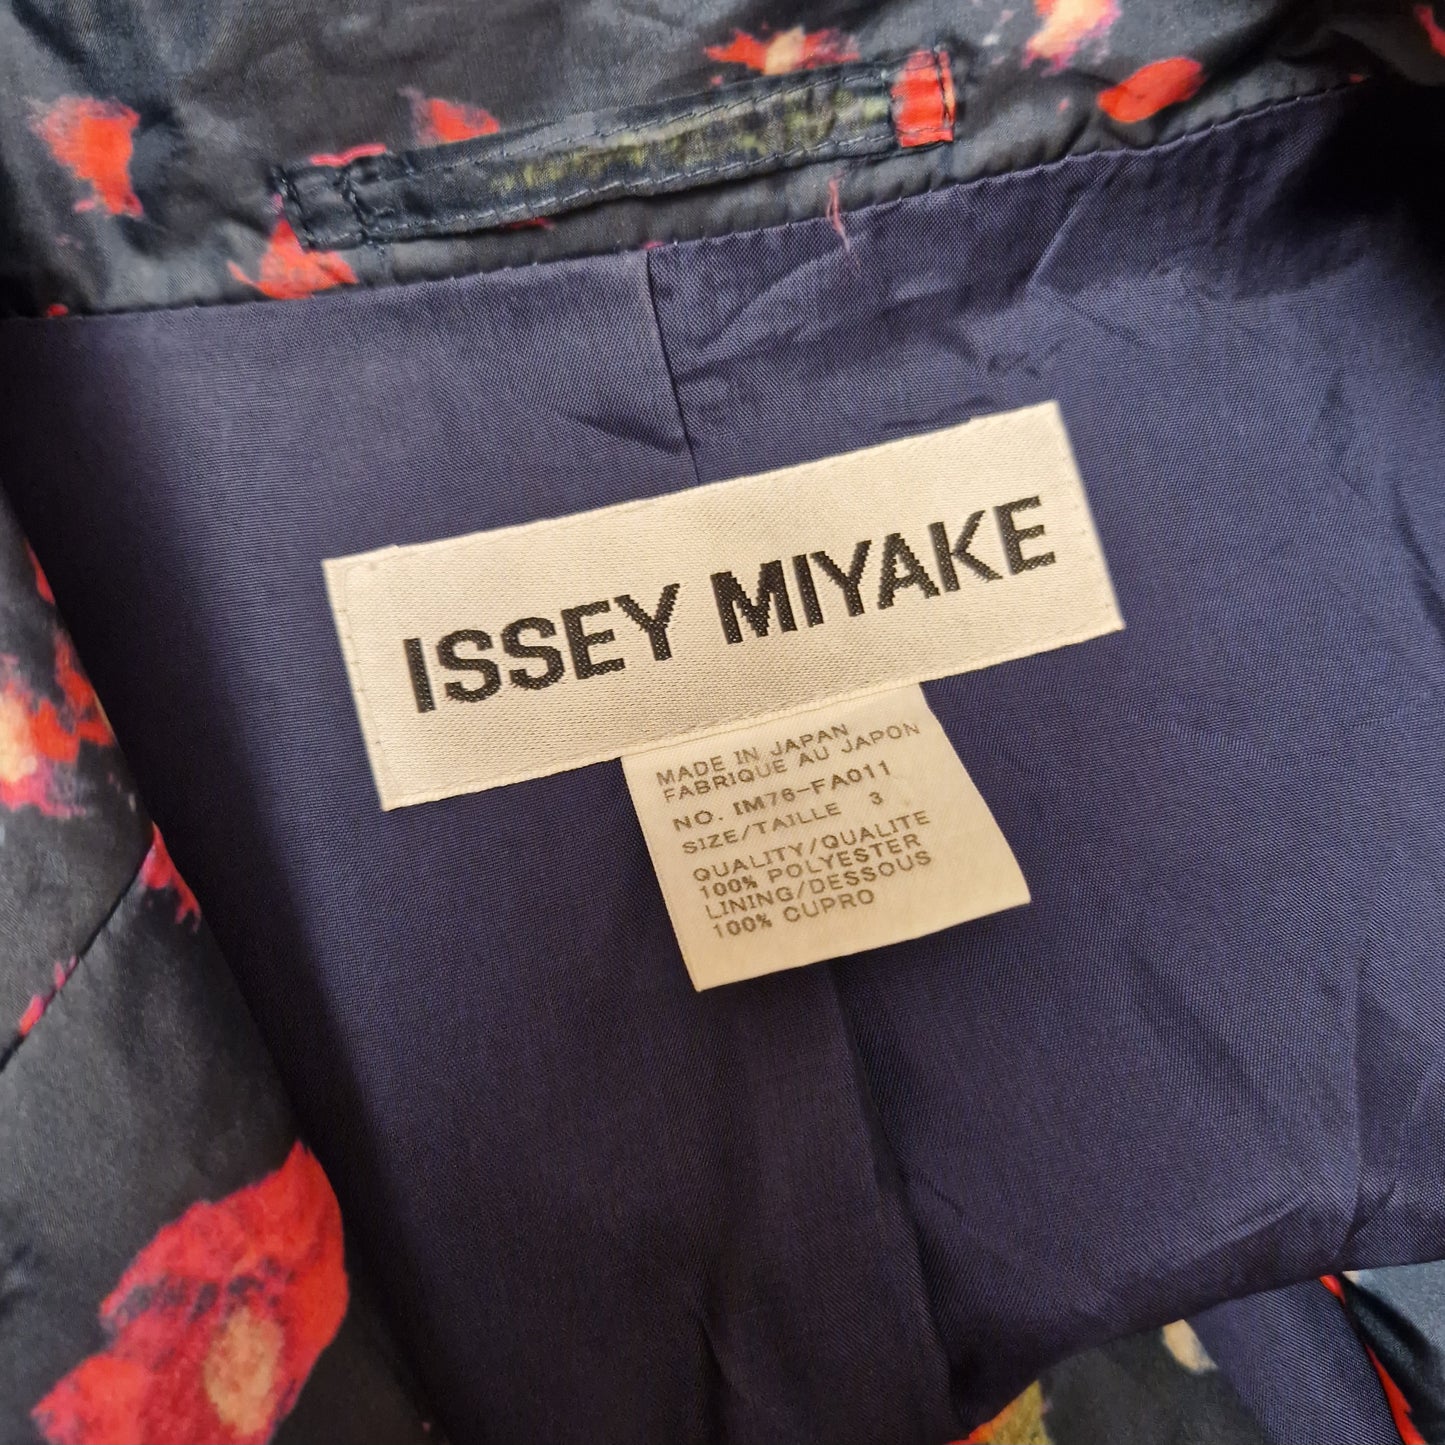 ISSEY MIYAKE
MADE IN JAPAN
FABRIQUE AU JAPON
NO. IM76-FA011
SIZE/TAILLE 3
QUALITY/QUALITE
100% POLYESTER
LINING/DESSOUS
100% CUPRO